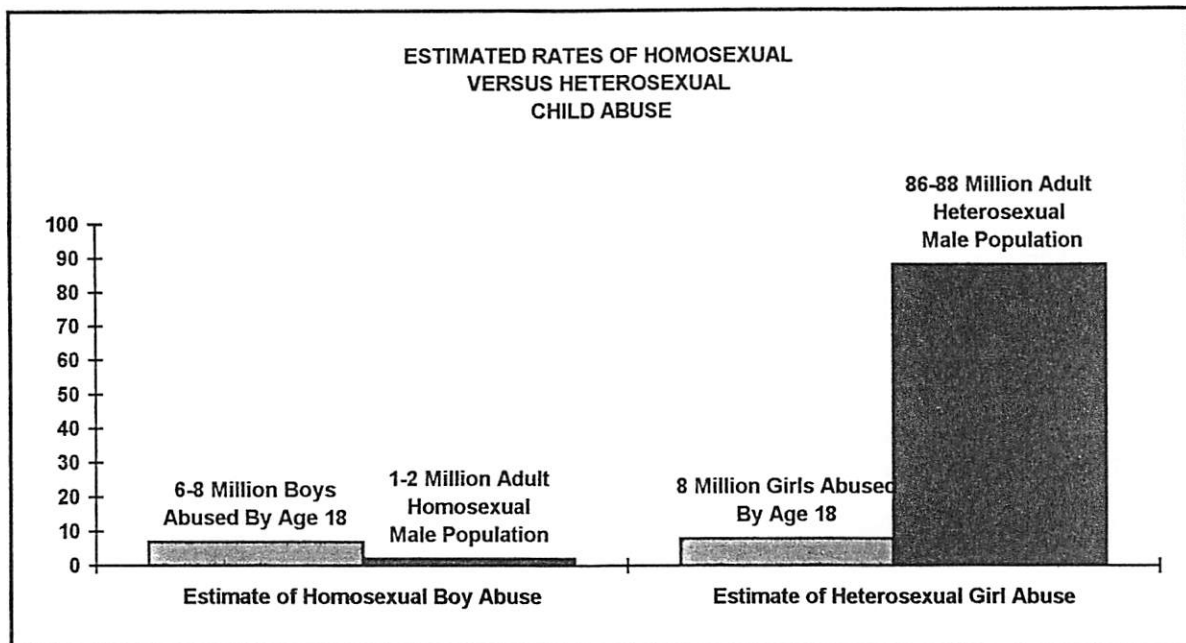 ESTIMATED RATES OF HOMOSEXUAL
VERSUS HETEROSEXUAL
CHILD ABUSE
86-88 Million Adult
Heterosexual
Male Population
100
90
80
70
60
50
40
30
20
10
0
6-8 Million Boys
Abused By Age 18
1-2 Million Adult
Homosexual
Male Population
8 Million Girls Abused
By Age 18
Estimate of Homosexual Boy Abuse
Estimate of Heterosexual Girl Abuse